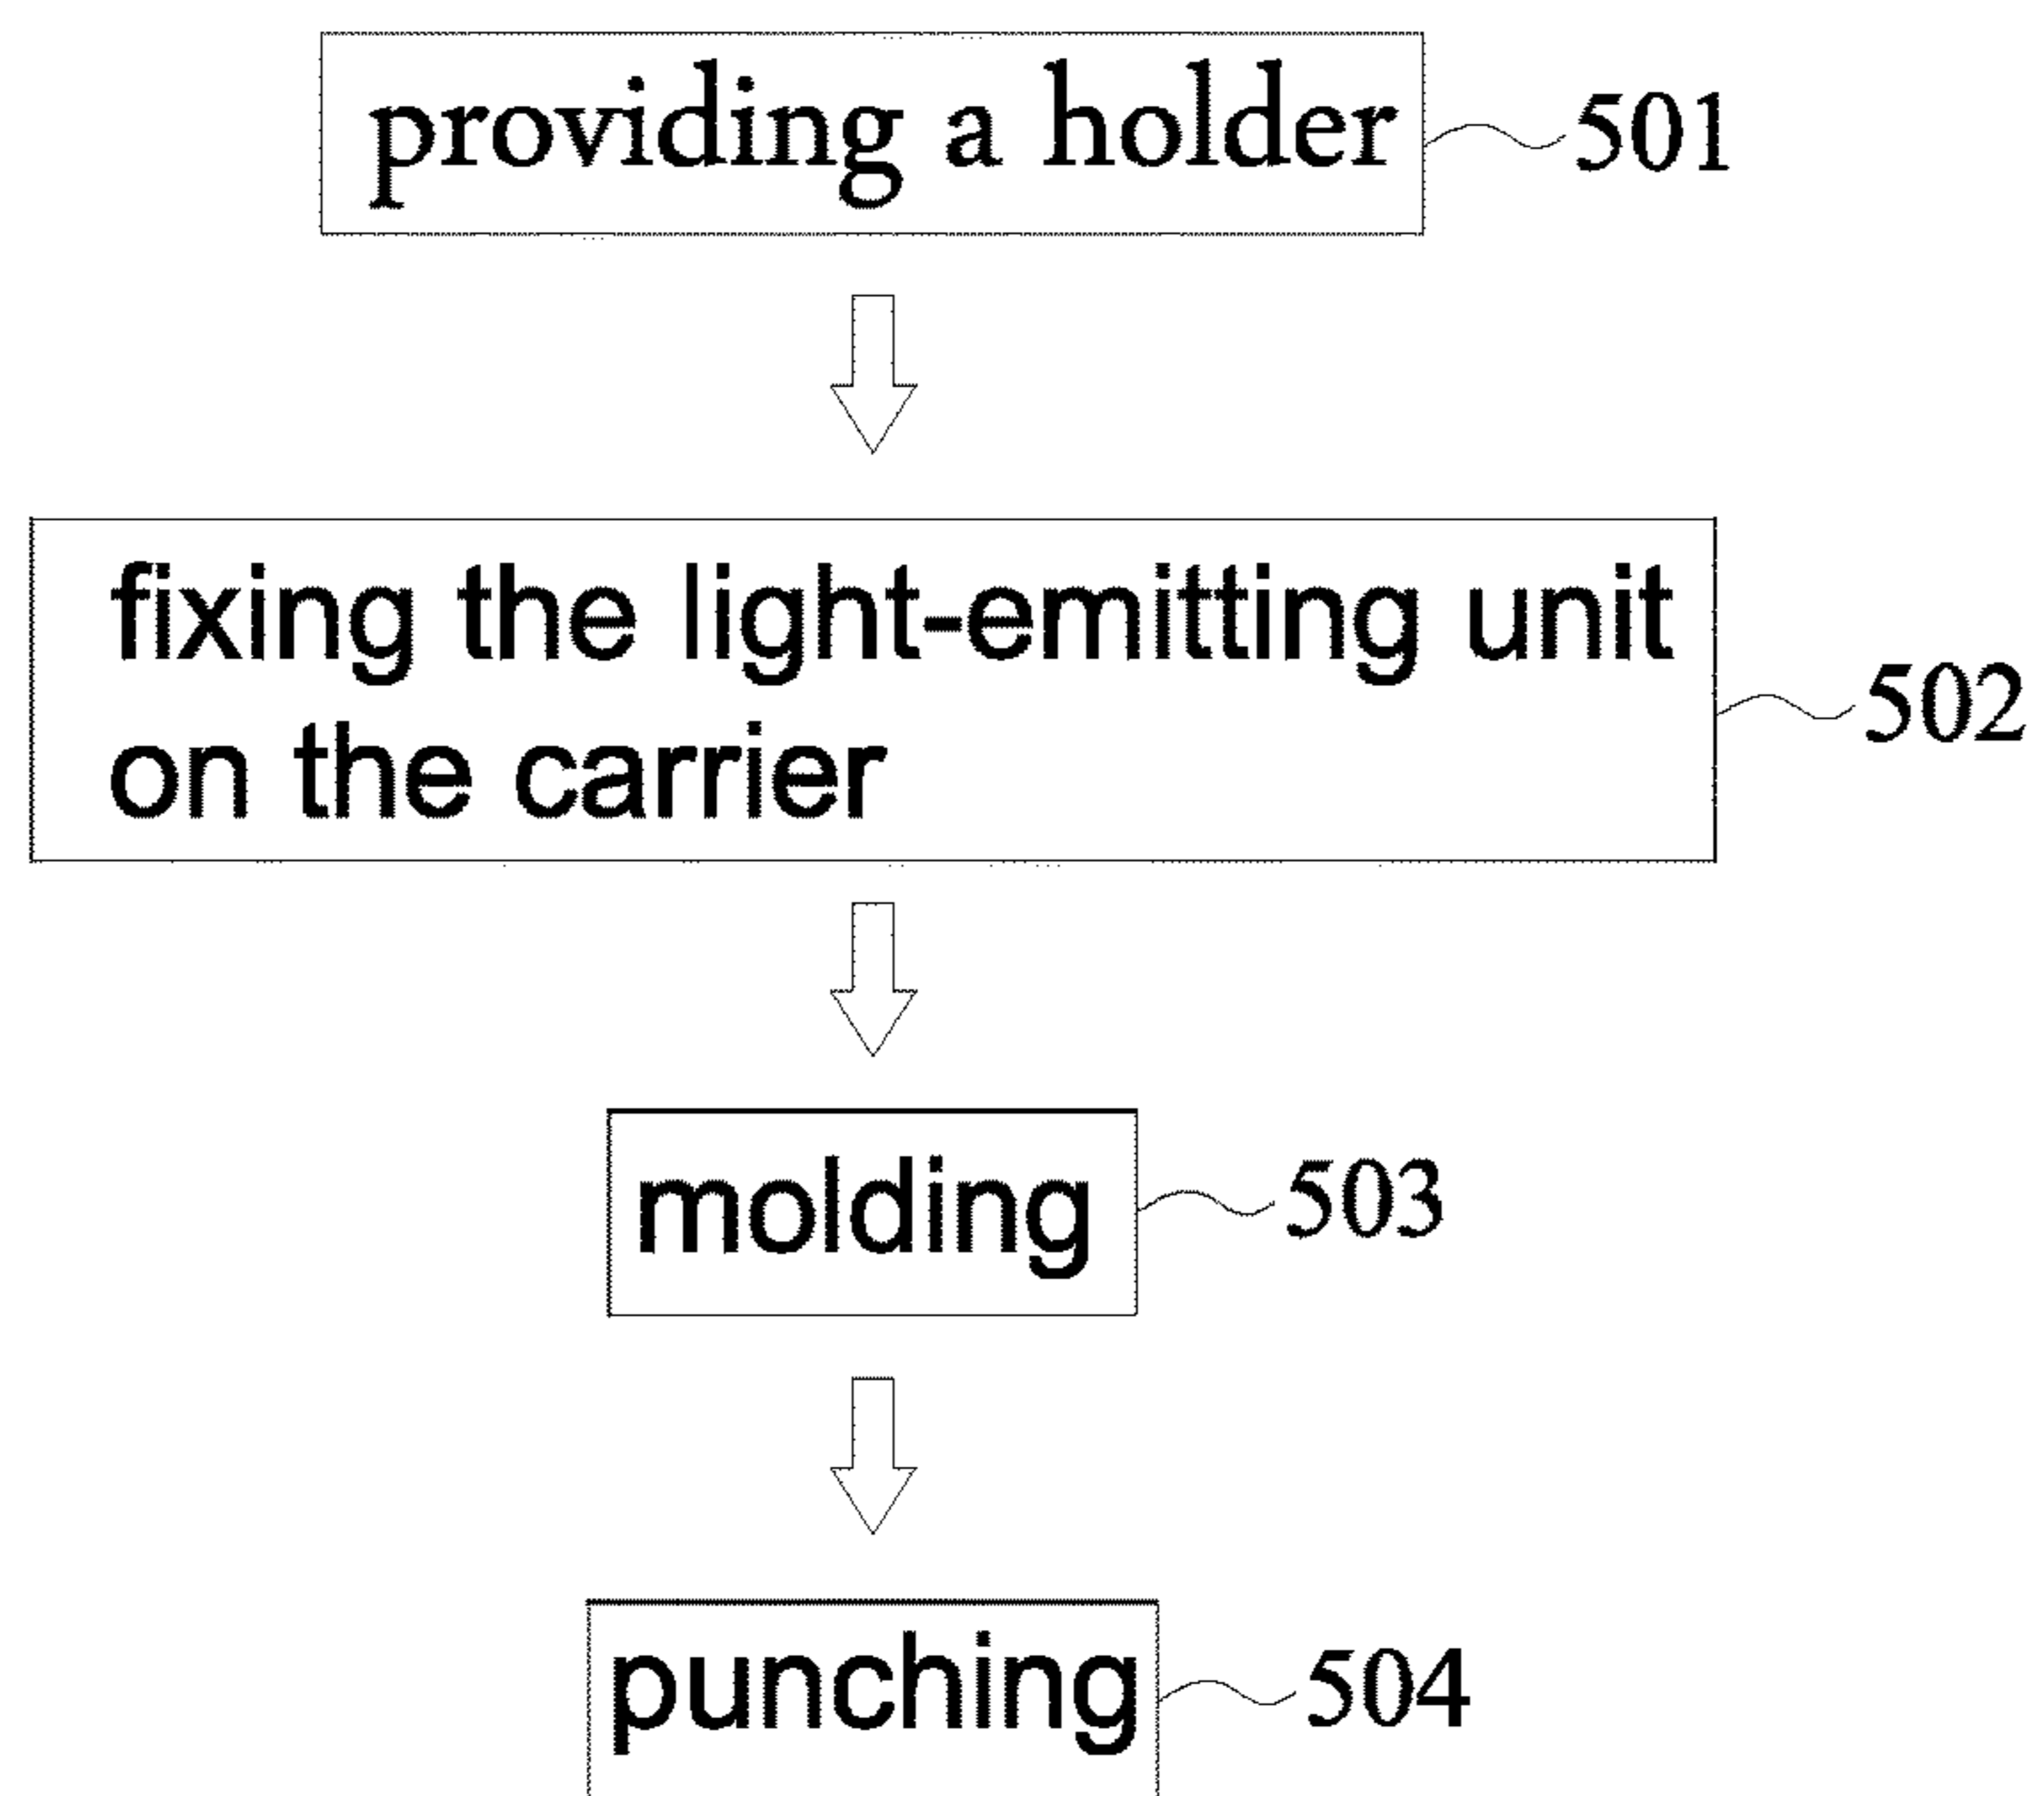 providing a holder
501
fixing the light-emitting unit
on the carrier
502
molding
503
punching
504